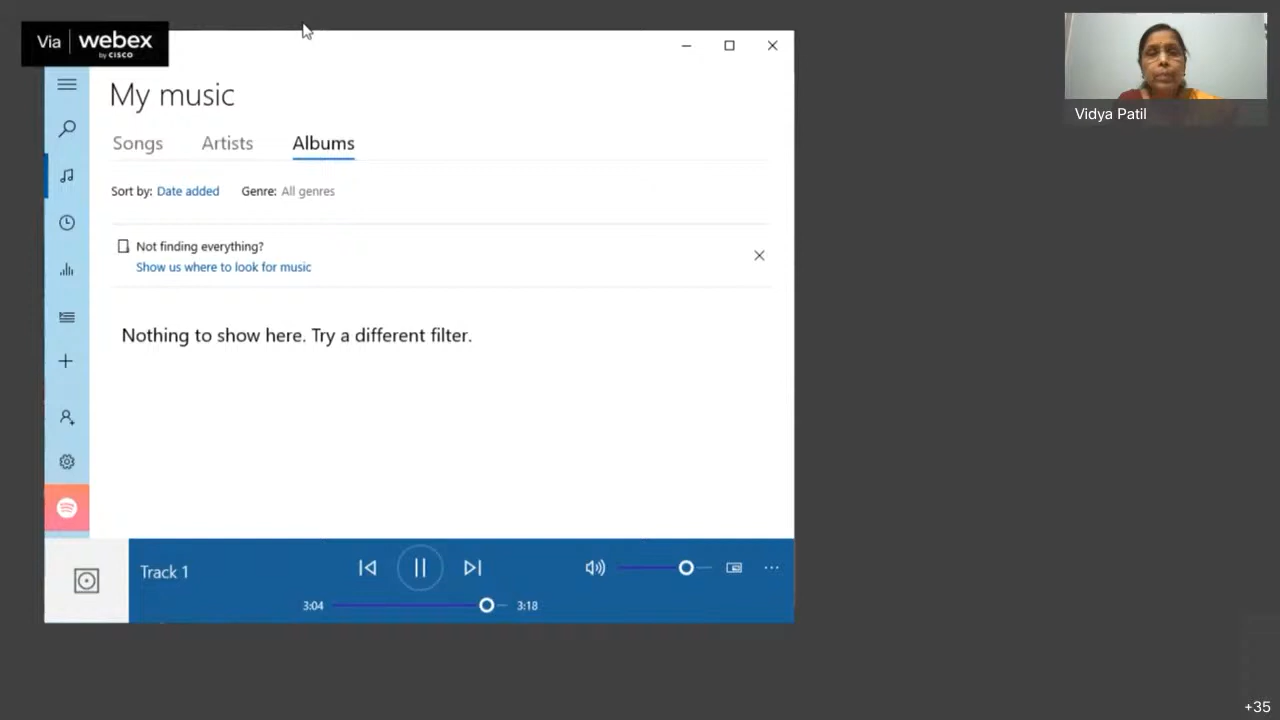 Via webex
by CISCO
My music
Songs Artists Albums
Sort by: Date added Genre: All genres
Not finding everything?
Show us where to look for music
Nothing to show here. Try a different filter.
Track 1
3:04 3:18
Vidya Patil
+35